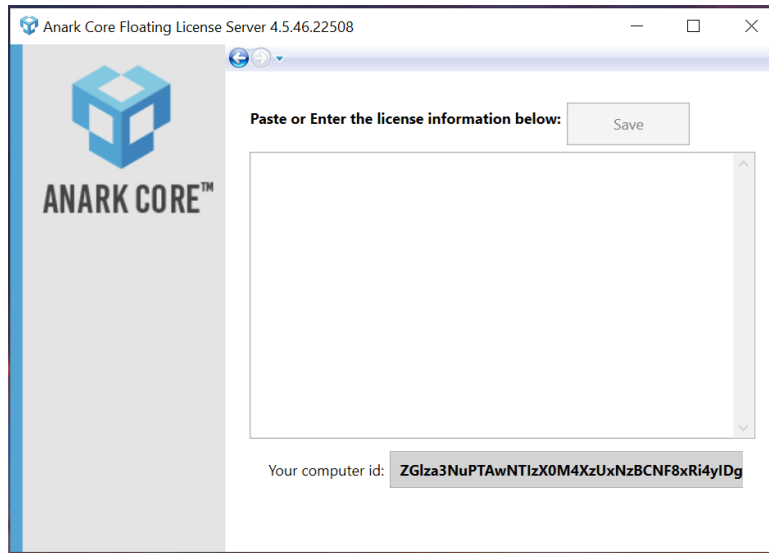 Anark Core Floating License Server 4.5.46.22508
ANARK CORE™
Paste or Enter the license information below:
Save
Your computer id: ZGlza3NuPTAwNTIzX0M4XzUxNzBCNF8xRi4yIDg